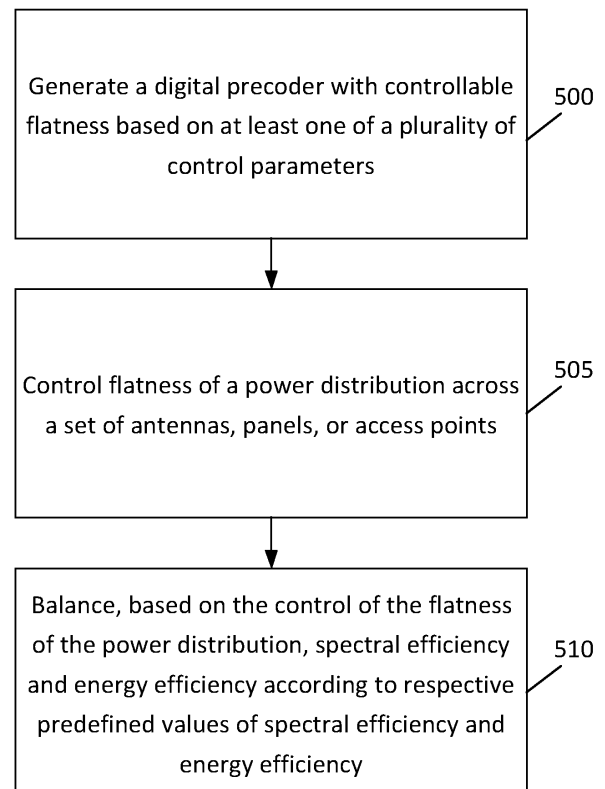 Generate a digital precoder with controllable
flatness based on at least one of a plurality of
control parameters
500
Control flatness of a power distribution across
a set of antennas, panels, or access points
505
Balance, based on the control of the flatness
of the power distribution, spectral efficiency
and energy efficiency according to respective
predefined values of spectral efficiency and
energy efficiency
510